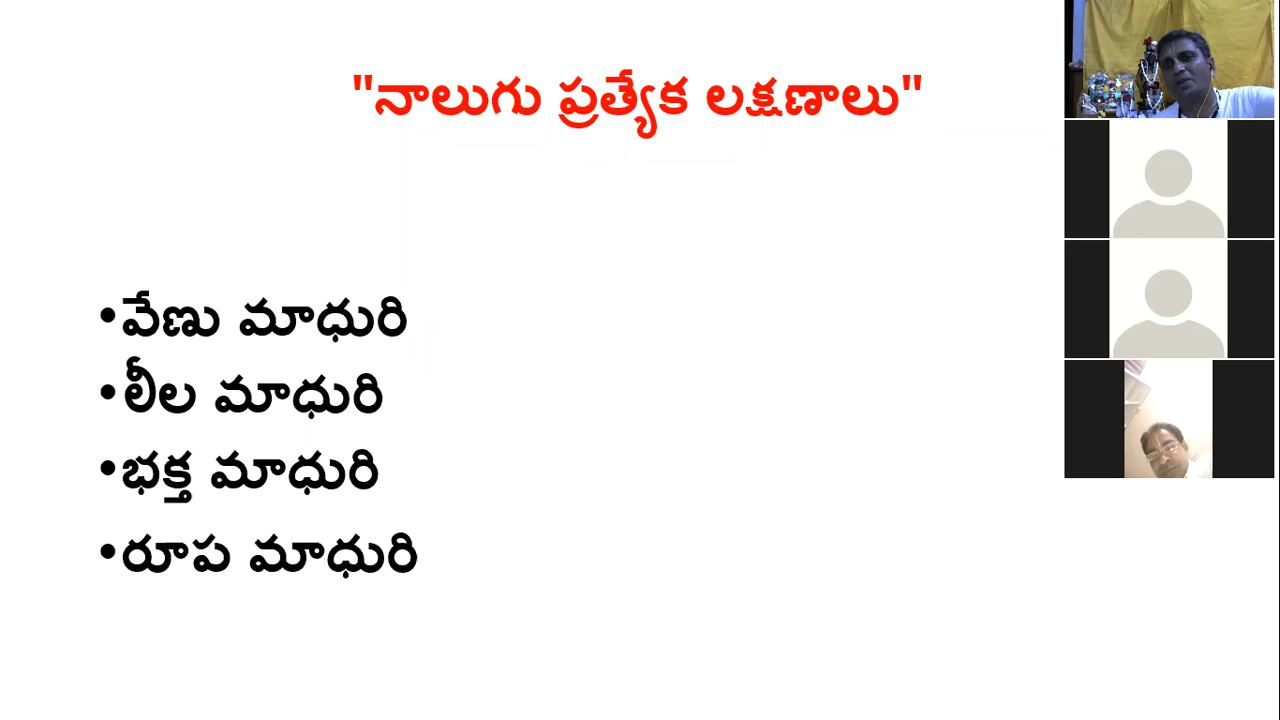 "నాలుగు ప్రత్యేక లక్షణాలు"
•వేణు మాధురి
•లీల మాధురి
•భక్త మాధురి
•రూప మాధురి